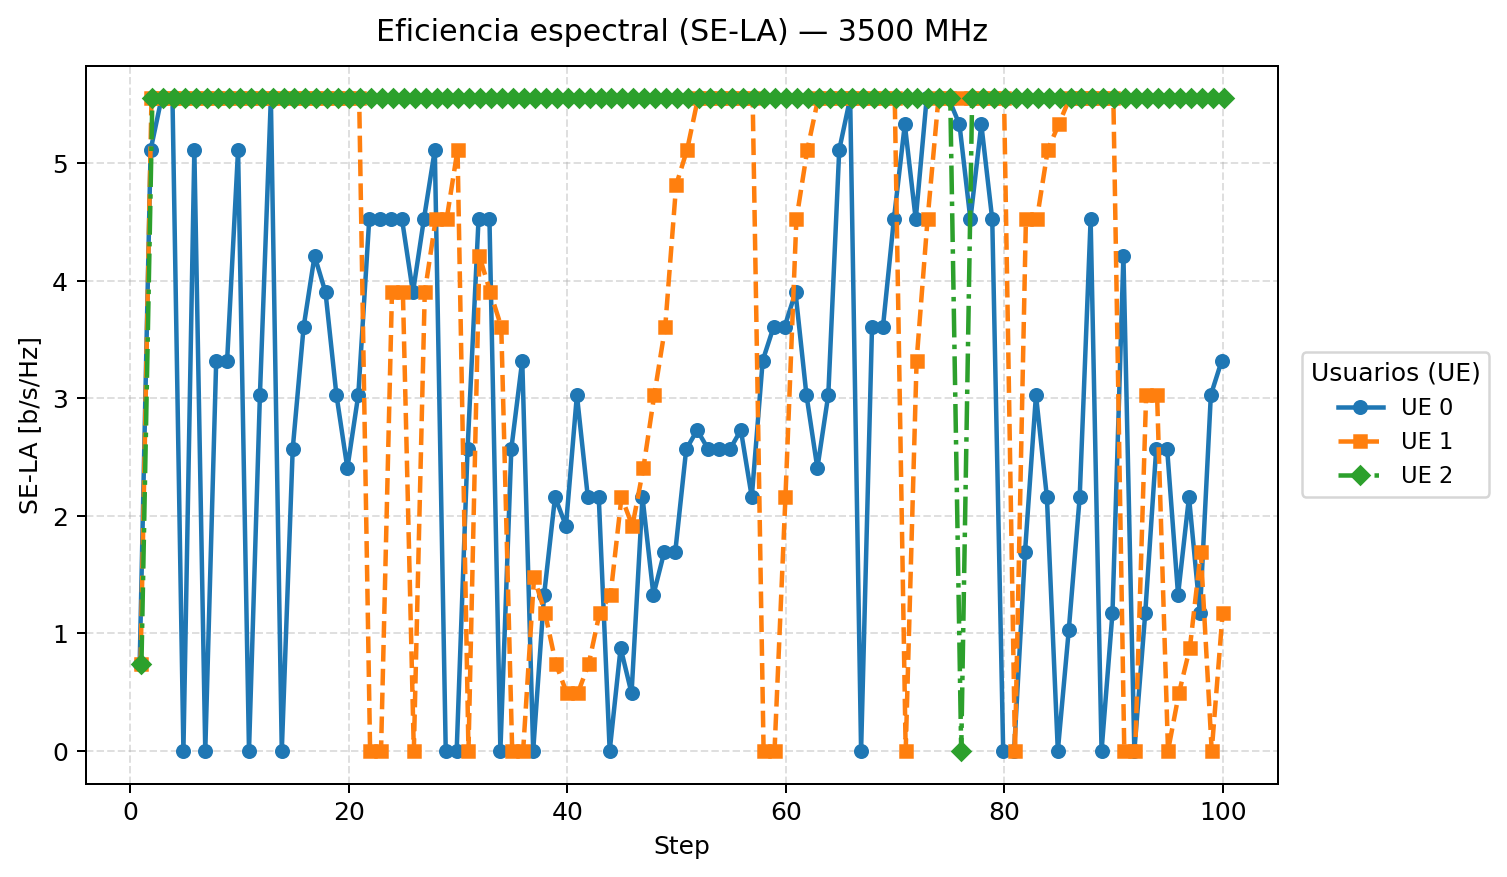 Eficiencia espectral (SE-LA) — 3500 MHz
SE-LA [b/s/Hz]
5
4
3
2
1
0
0 20 40 60 80 100
Step
Usuarios (UE)
UE 0
UE 1
UE 2